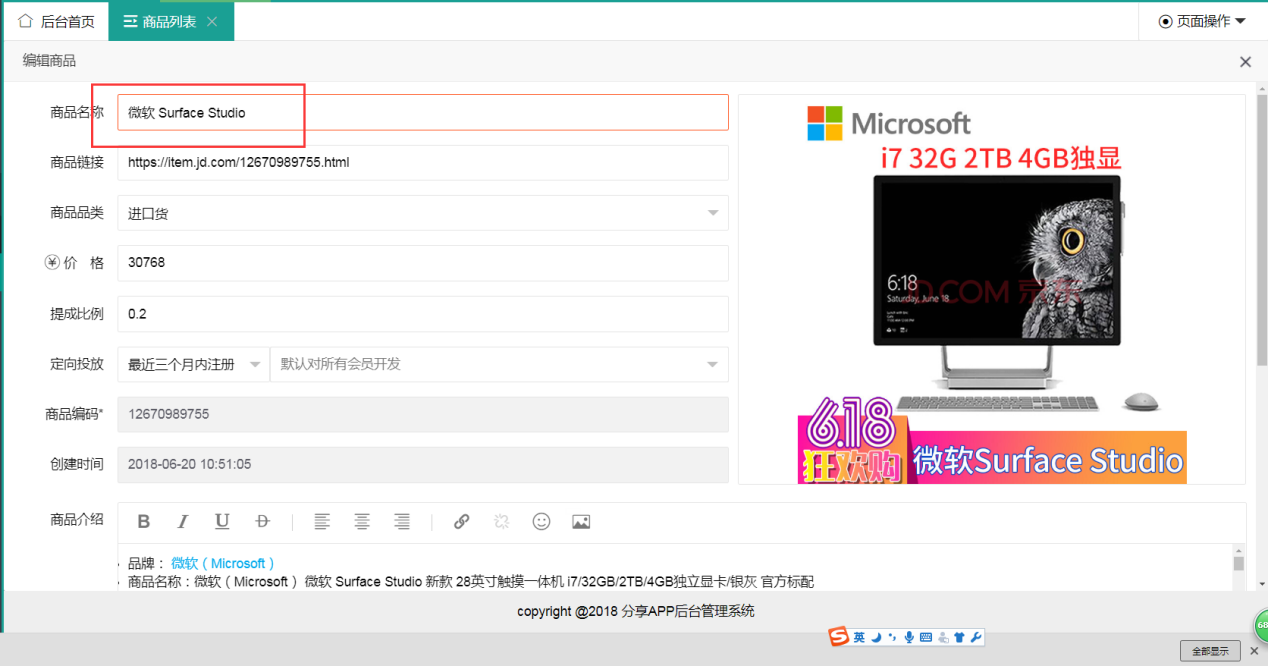 后台首页 商品列表 页面操作
编辑商品
商品名称 微软 Surface Studio
商品链接 https://item.jd.com/12670989755.html
商品品类 进口货
¥价 格 30768
提成比例 0.2
定向投放 最近三个月内注册 默认对所有会员开发
商品编码* 12670989755
创建时间 2018-06-20 10:51:05
Microsoft
i7 32G 2TB 4GB独显
6:18
Saturday, June 18
JD.COM 京东
6.18
狂欢购
微软Surface Studio
商品介绍 B I U D
品牌： 微软（Microsoft）
商品名称：微软（Microsoft） 微软 Surface Studio 新款 28英寸触摸一体机 i7/32GB/2TB/4GB独立显卡/银灰 官方标配
copyright @2018 分享APP后台管理系统
英
68
全部显示